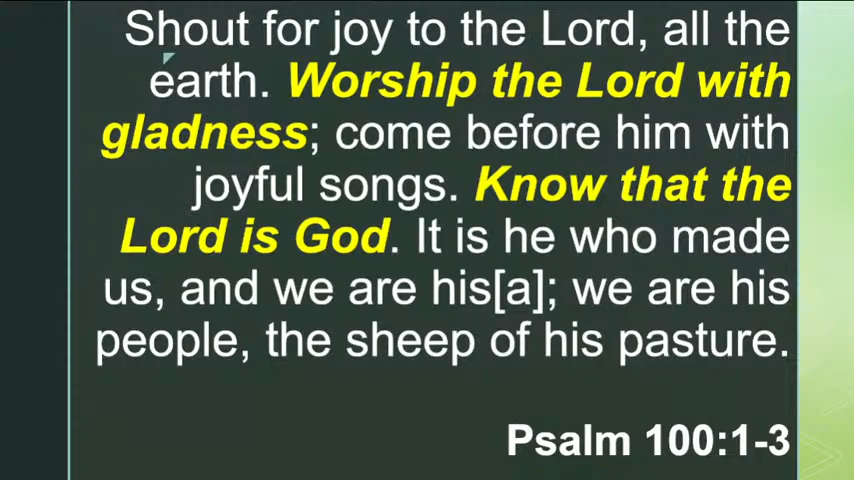 Shout for joy to the Lord, all the
earth. Worship the Lord with
gladness; come before him with
joyful songs. Know that the
Lord is God. It is he who made
us, and we are his[a]; we are his
people, the sheep of his pasture.
Psalm 100:1-3